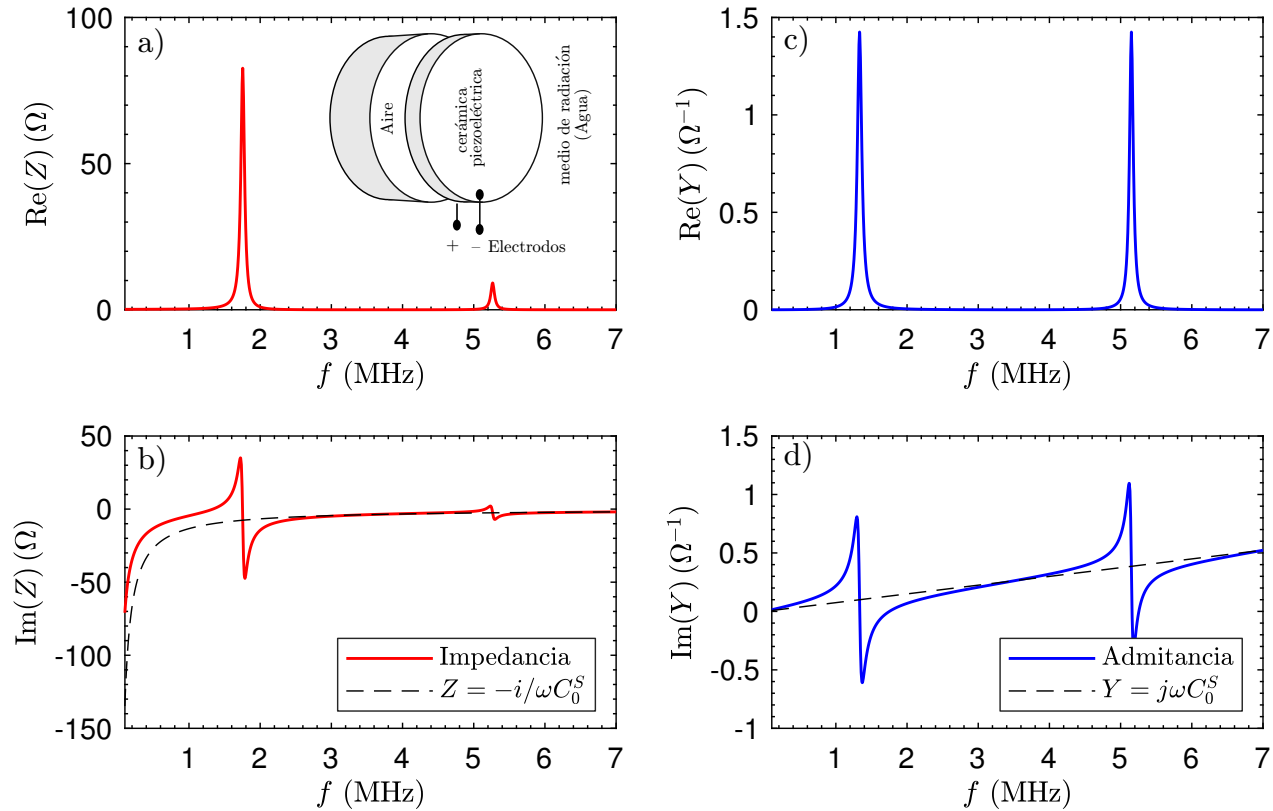 a)
100
50
0
Re(Z) (Ω)
1 2 3 4 5 6 7
f (MHz)
Aire
cerámica
piezoeléctrica
medio de radiación
(Agua)
+ – Electrodos
c)
1.5
1
0.5
0
Re(Y) (Ω⁻¹)
1 2 3 4 5 6 7
f (MHz)
b)
50
0
-50
-100
-150
Im(Z) (Ω)
Impedancia
Z = −i/ωC₀ˢ
1 2 3 4 5 6 7
f (MHz)
d)
1.5
1
0.5
0
-0.5
-1
Im(Y) (Ω⁻¹)
Admitancia
Y = jωC₀ˢ
1 2 3 4 5 6 7
f (MHz)